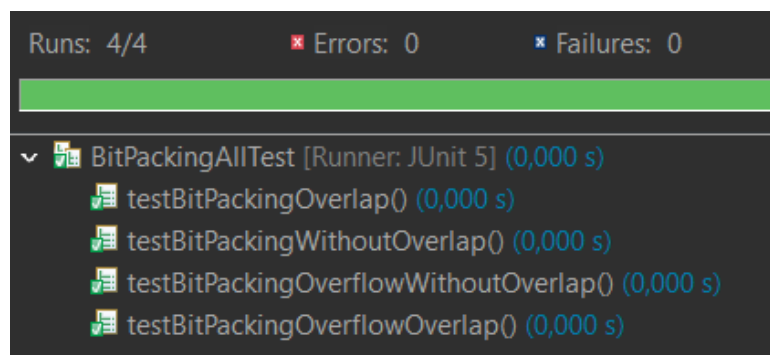 Runs: 4/4 Errors: 0 Failures: 0
BitPackingAllTest [Runner: JUnit 5] (0,000 s)
testBitPackingOverlap() (0,000 s)
testBitPackingWithoutOverlap() (0,000 s)
testBitPackingOverflowWithoutOverlap() (0,000 s)
testBitPackingOverflowOverlap() (0,000 s)